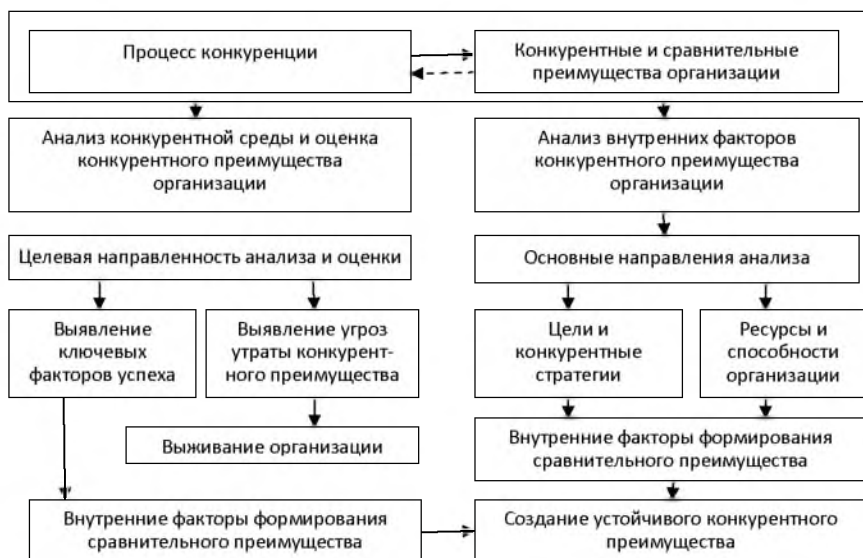 Процесс конкуренции
Конкурентные и сравнительные
преимущества организации
Анализ конкурентной среды и оценка
конкурентного преимущества
организации
Анализ внутренних факторов
конкурентного преимущества
организации
Целевая направленность анализа и оценки
Основные направления анализа
Выявление
ключевых
факторов успеха
Выявление угроз
утраты конкурент-
ного преимущества
Цели и
конкурентные
стратегии
Ресурсы и
способности
организации
Выживание организации
Внутренние факторы формирования
сравнительного преимущества
Внутренние факторы формирования
сравнительного преимущества
Создание устойчивого конкурентного
преимущества